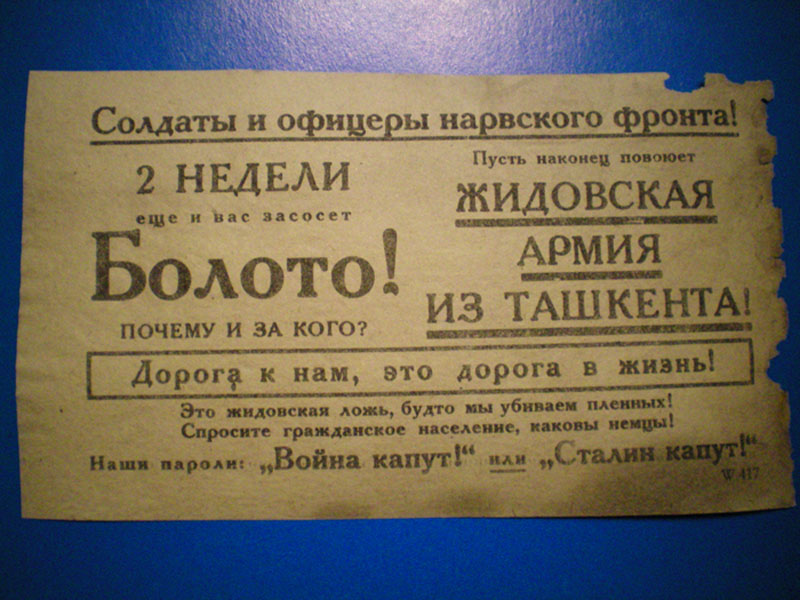 Солдаты и офицеры нарвского фронта!
2 НЕДЕЛИ
еще и вас засосет
Болото!
ПОЧЕМУ И ЗА КОГО?
Пусть наконец повоюет
ЖИДОВСКАЯ
АРМИЯ
ИЗ ТАШКЕНТА!
Дорога к нам, это дорога в жизнь!
Это жидовская ложь, будто мы убиваем пленных!
Спросите гражданское население, каковы немцы!
Наши пароли: „Война капут!“ или „Сталин капут!“
W 417